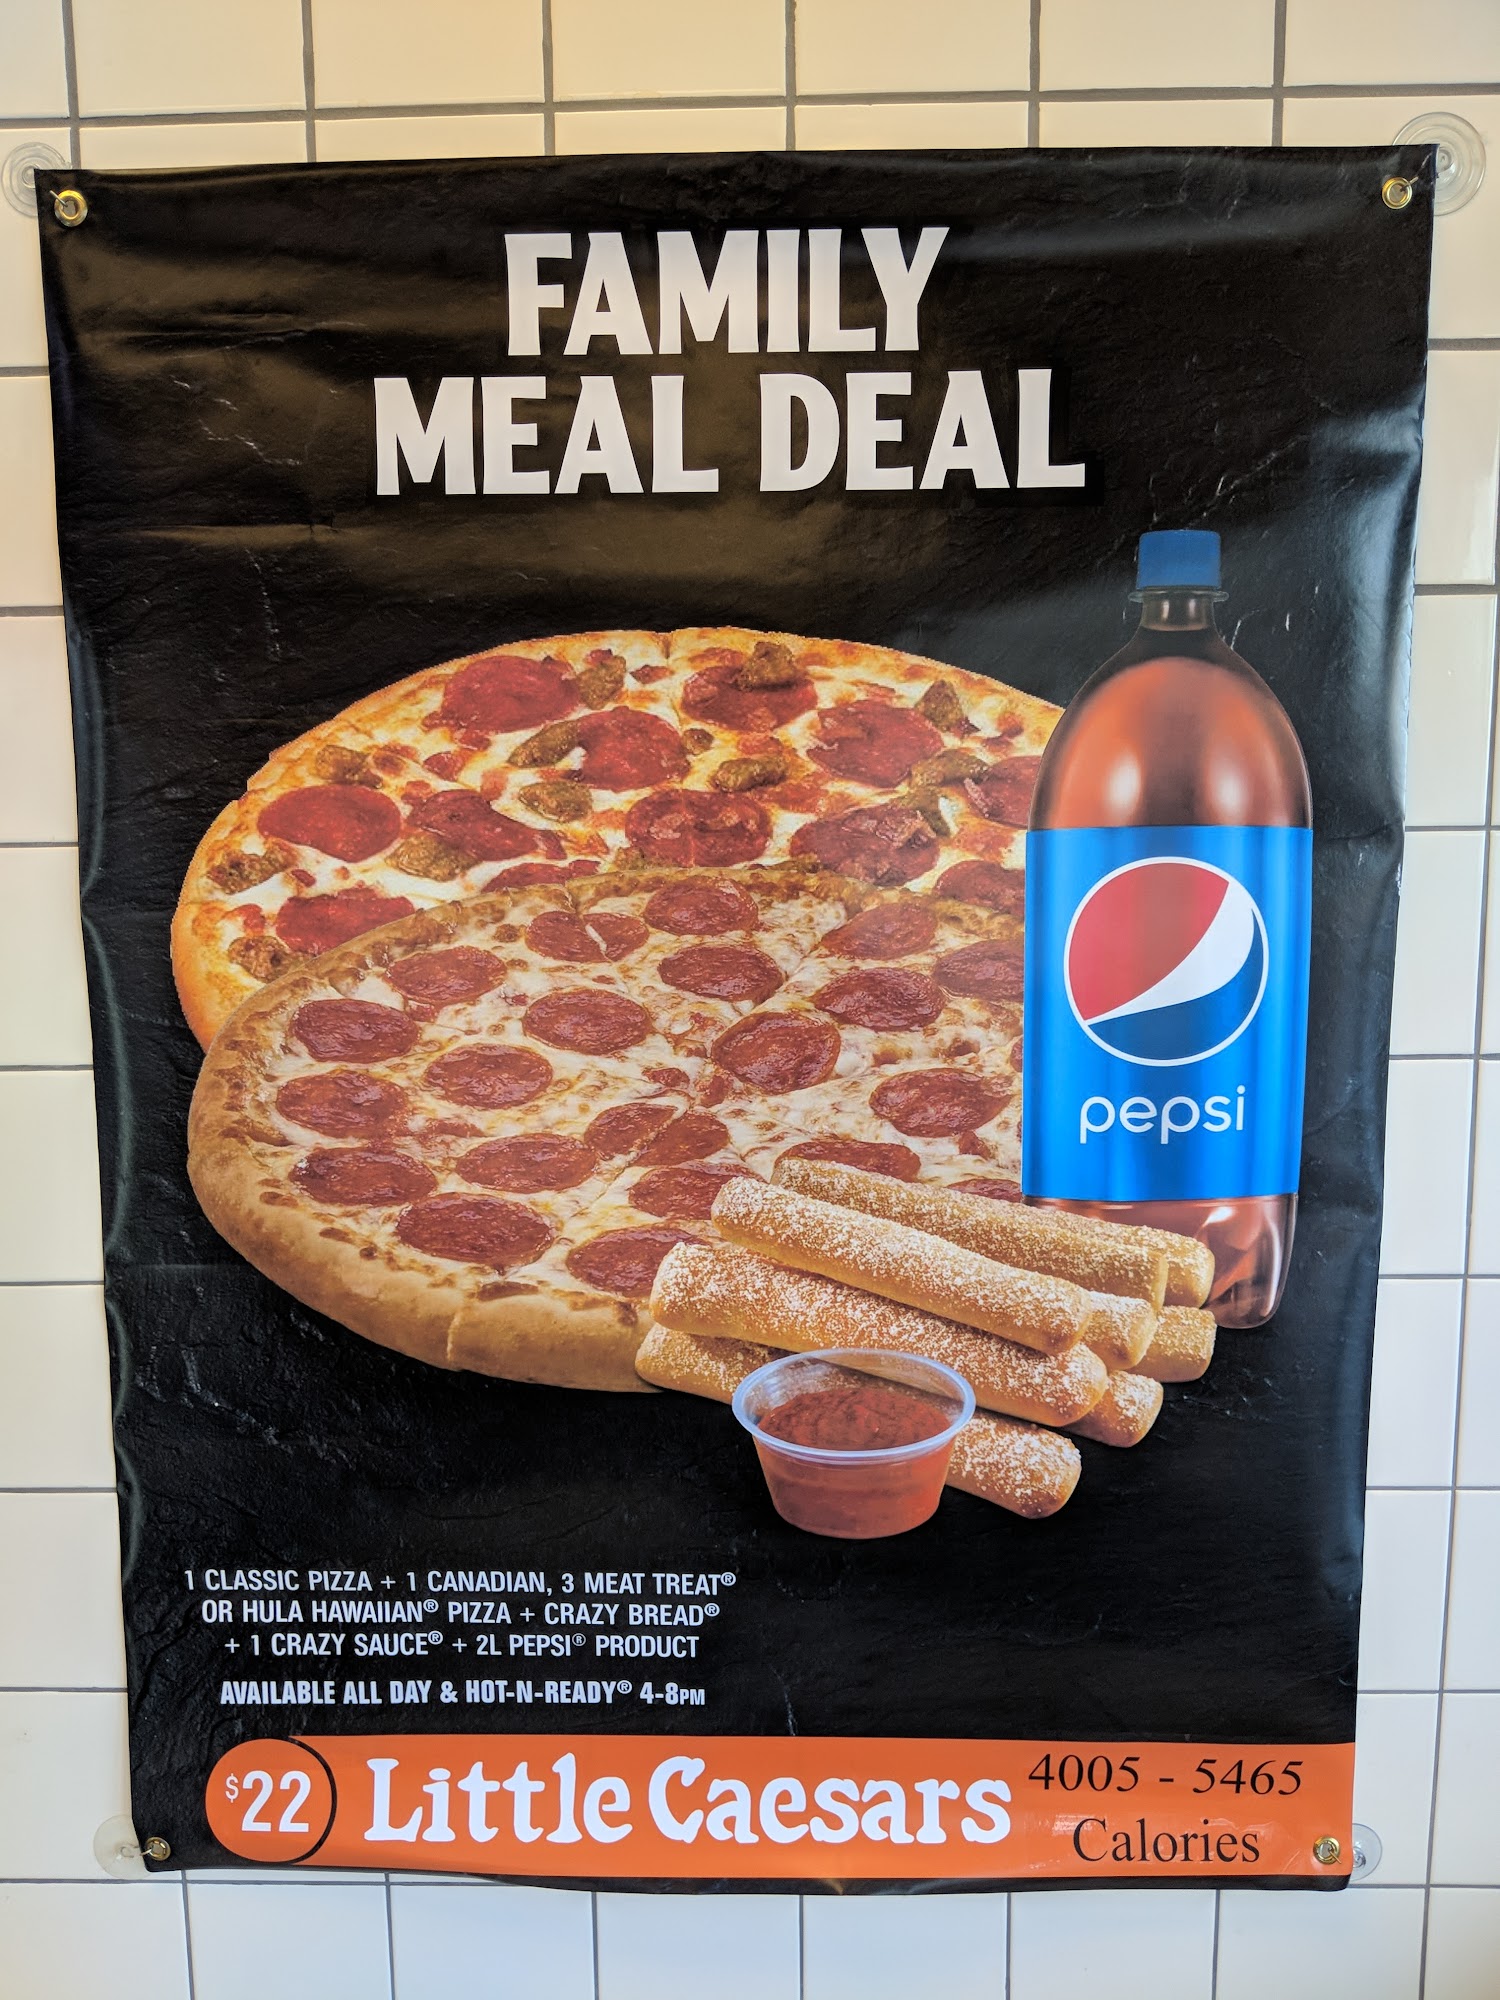 FAMILY
MEAL DEAL
pepsi
1 CLASSIC PIZZA + 1 CANADIAN, 3 MEAT TREAT®
OR HULA HAWAIIAN® PIZZA + CRAZY BREAD®
+ 1 CRAZY SAUCE® + 2L PEPSI® PRODUCT
AVAILABLE ALL DAY & HOT-N-READY® 4-8PM
$22 Little Caesars 4005 - 5465
Calories